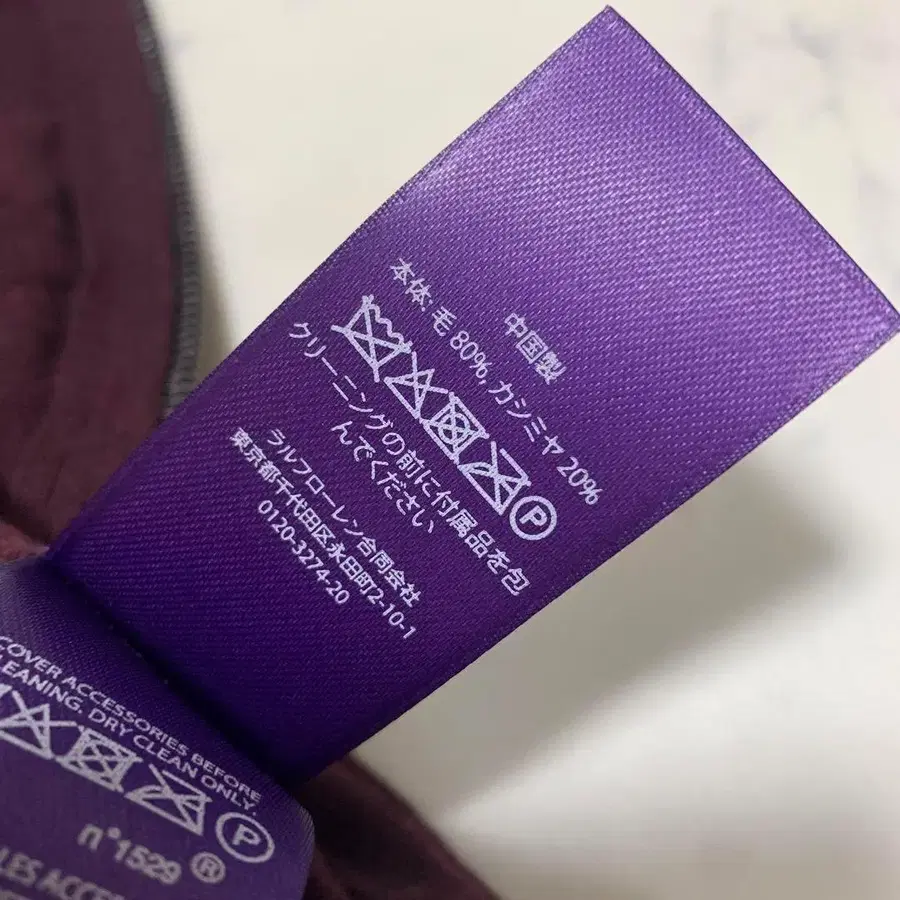 中国製
本体: 毛 80%, カシミヤ 20%
P
クリーニングの前に付属品を包
んでください
ラルフローレン合同会社
東京都千代田区永田町2-10-1
0120-3274-20
COVER ACCESSORIES BEFORE
LEANING. DRY CLEAN ONLY.
P
n°1529 ®
LES ACCE